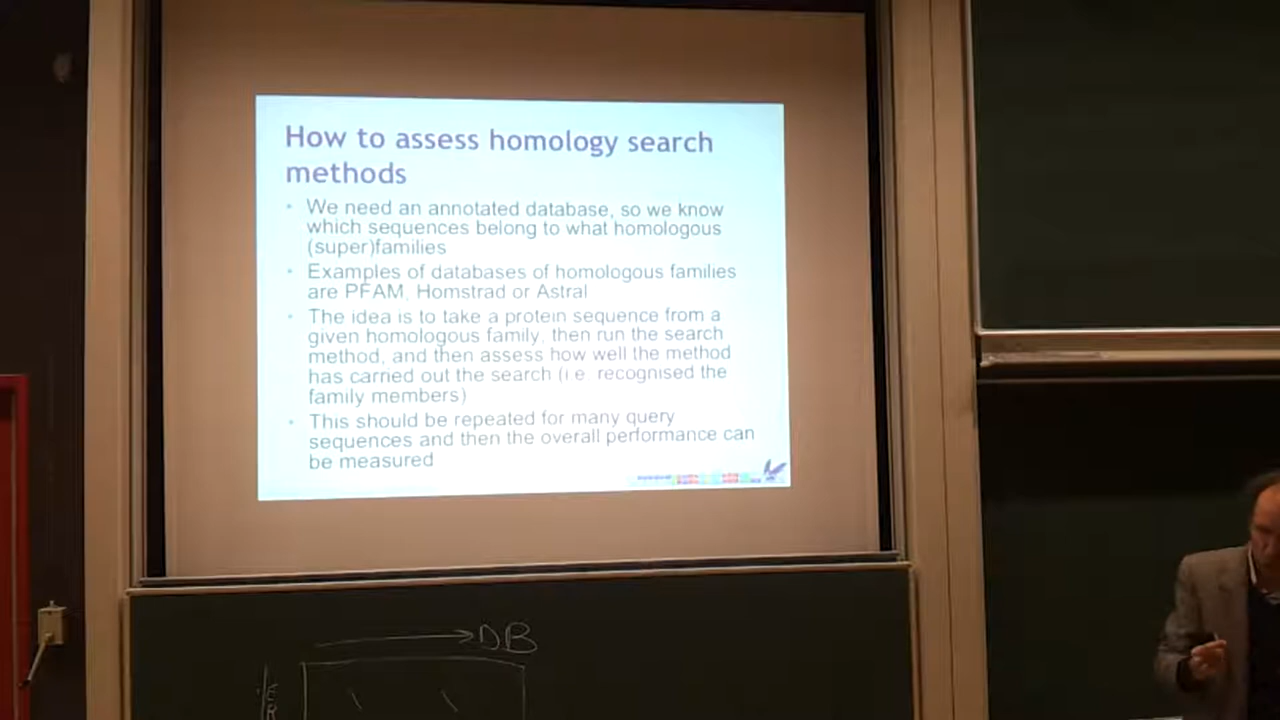 How to assess homology search
methods
• We need an annotated database, so we know
which sequences belong to what homologous
(super)families
• Examples of databases of homologous families
are PFAM, Homstrad or Astral
• The idea is to take a protein sequence from a
given homologous family, then run the search
method, and then assess how well the method
has carried out the search (i.e. recognised the
family members)
• This should be repeated for many query
sequences and then the overall performance can
be measured
DB